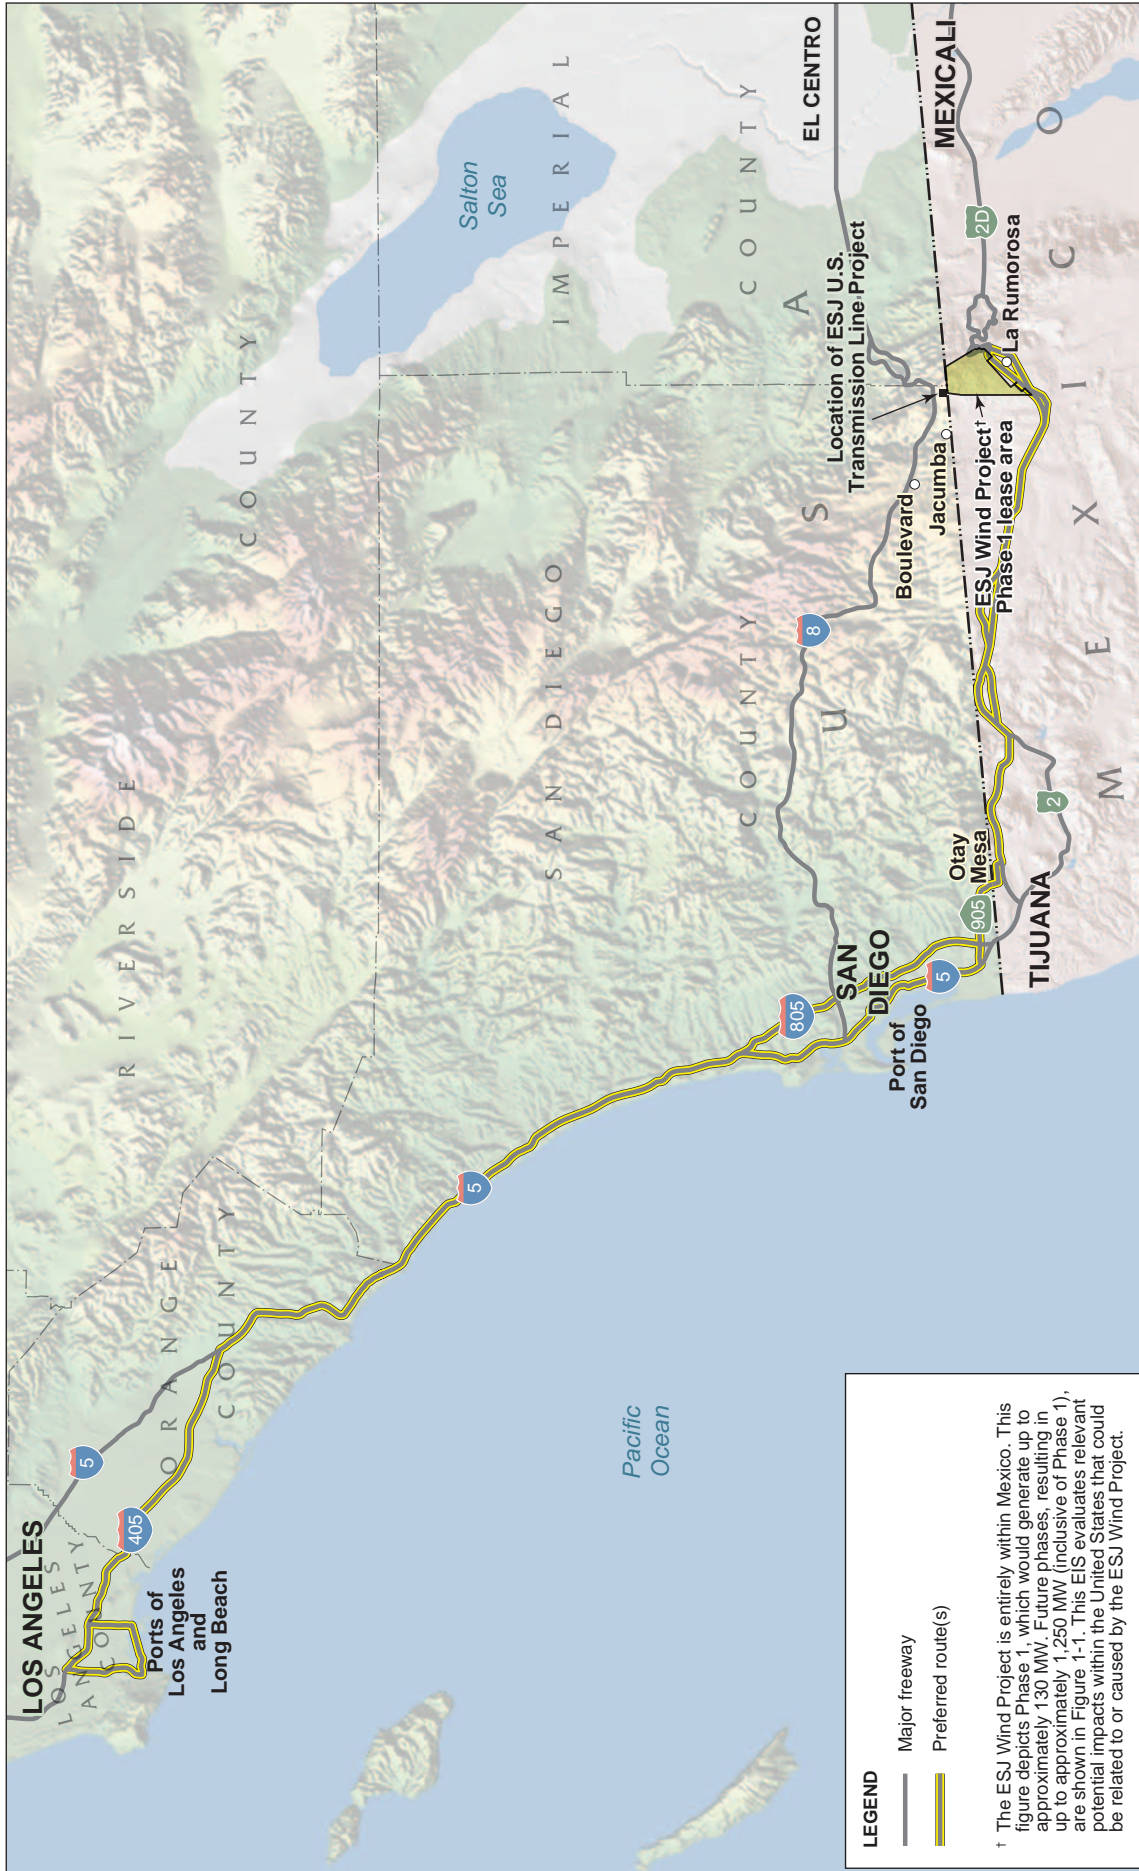 LOS ANGELES
LOS
ANGELES
COUNTY
5
405
Ports of
Los Angeles
and
Long Beach
ORANGE
COUNTY
RIVERSIDE
COUNTY
5
Salton
Sea
IMPERIAL
COUNTY
SAN DIEGO
COUNTY
Pacific
Ocean
805
SAN
DIEGO
5
Port of
San Diego
8
905
Otay
Mesa
TIJUANA
2
USA
Boulevard
Jacumba
Location of ESJ U.S.
Transmission Line Project
EL CENTRO
MEXICALI
2D
La Rumorosa
ESJ Wind Project†
Phase 1 lease area
MEXICO
LEGEND
Major freeway
Preferred route(s)
† The ESJ Wind Project is entirely within Mexico. This
figure depicts Phase 1, which would generate up to
approximately 130 MW. Future phases, resulting in
up to approximately 1,250 MW (inclusive of Phase 1),
are shown in Figure 1-1. This EIS evaluates relevant
potential impacts within the United States that could
be related to or caused by the ESJ Wind Project.